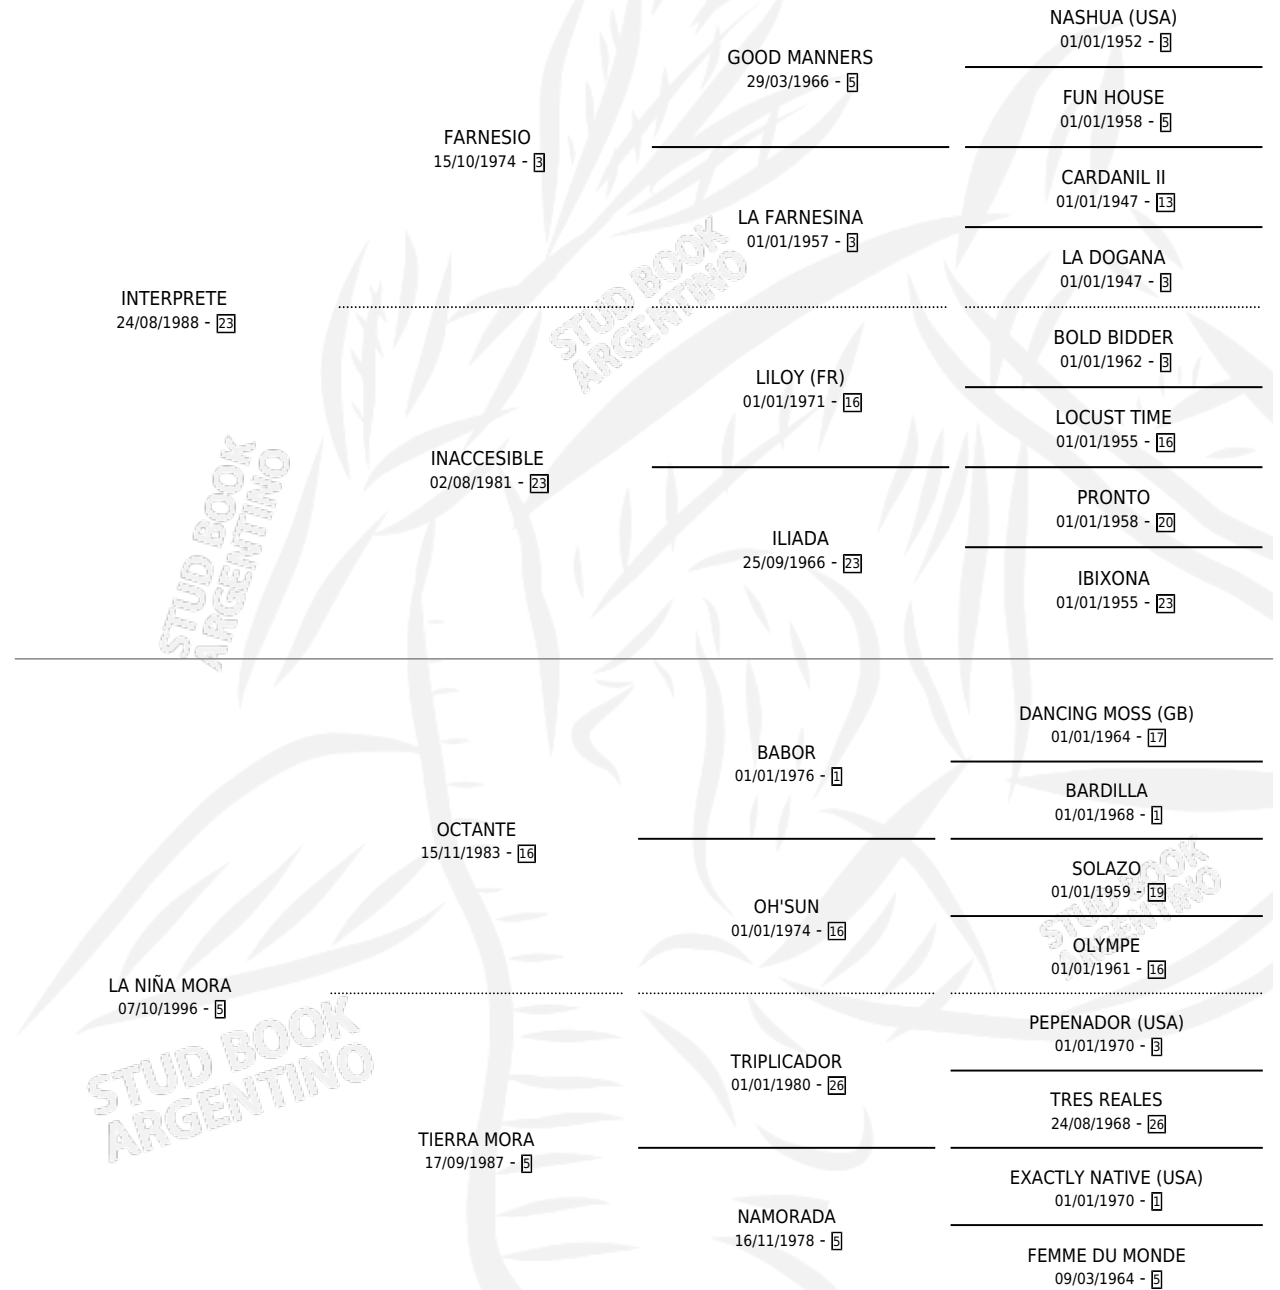 NASHUA (USA)
01/01/1952 - 3
GOOD MANNERS
29/03/1966 - 5
FUN HOUSE
01/01/1958 - 5
FARNESIO
15/10/1974 - 3
CARDANIL II
01/01/1947 - 13
LA FARNESINA
01/01/1957 - 3
LA DOGANA
01/01/1947 - 3
INTERPRETE
24/08/1988 - 23
STUD BOOK
ARGENTINO
BOLD BIDDER
01/01/1962 - 3
LILOY (FR)
01/01/1971 - 16
LOCUST TIME
01/01/1955 - 16
INACCESIBLE
02/08/1981 - 23
PRONTO
01/01/1958 - 20
ILIADA
25/09/1966 - 23
IBIXONA
01/01/1955 - 23
STUD BOOK
ARGENTINO
DANCING MOSS (GB)
01/01/1964 - 17
BABOR
01/01/1976 - 1
BARDILLA
01/01/1968 - 1
OCTANTE
15/11/1983 - 16
SOLAZO
01/01/1959 - 19
OH'SUN
01/01/1974 - 16
STUD BOOK
ARGENTINO
OLYMPE
01/01/1961 - 16
LA NIÑA MORA
07/10/1996 - 5
STUD BOOK
ARGENTINO
PEPENADOR (USA)
01/01/1970 - 3
TRIPLICADOR
01/01/1980 - 26
TRES REALES
24/08/1968 - 26
TIERRA MORA
17/09/1987 - 5
EXACTLY NATIVE (USA)
01/01/1970 - 1
NAMORADA
16/11/1978 - 5
FEMME DU MONDE
09/03/1964 - 5